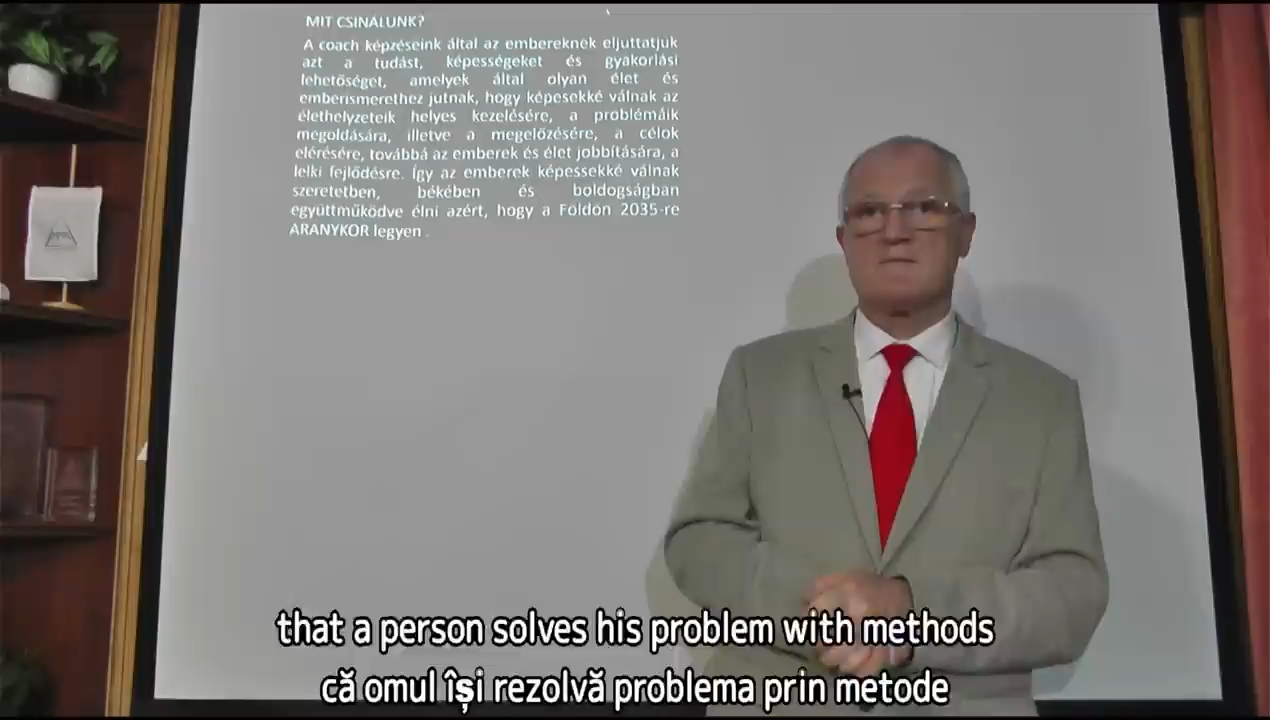 MIT CSINÁLUNK?
A coach képzéseink által az embereknek eljuttatjuk
azt a tudást, képességeket és gyakorlási
lehetőséget, amelyek által olyan élet és
emberismerethez jutnak, hogy képesekké válnak az
élethelyzeteik helyes kezelésére, a problémáik
megoldására, illetve a megelőzésére, a célok
elérésére, továbbá az emberek és élet jobbítására, a
lelki fejlődésre. Így az emberek képessekké válnak
szeretetben, békében és boldogságban
együttműködve élni azért, hogy a Földön 2035-re
ARANYKOR legyen .
that a person solves his problem with methods
că omul își rezolvă problema prin metode